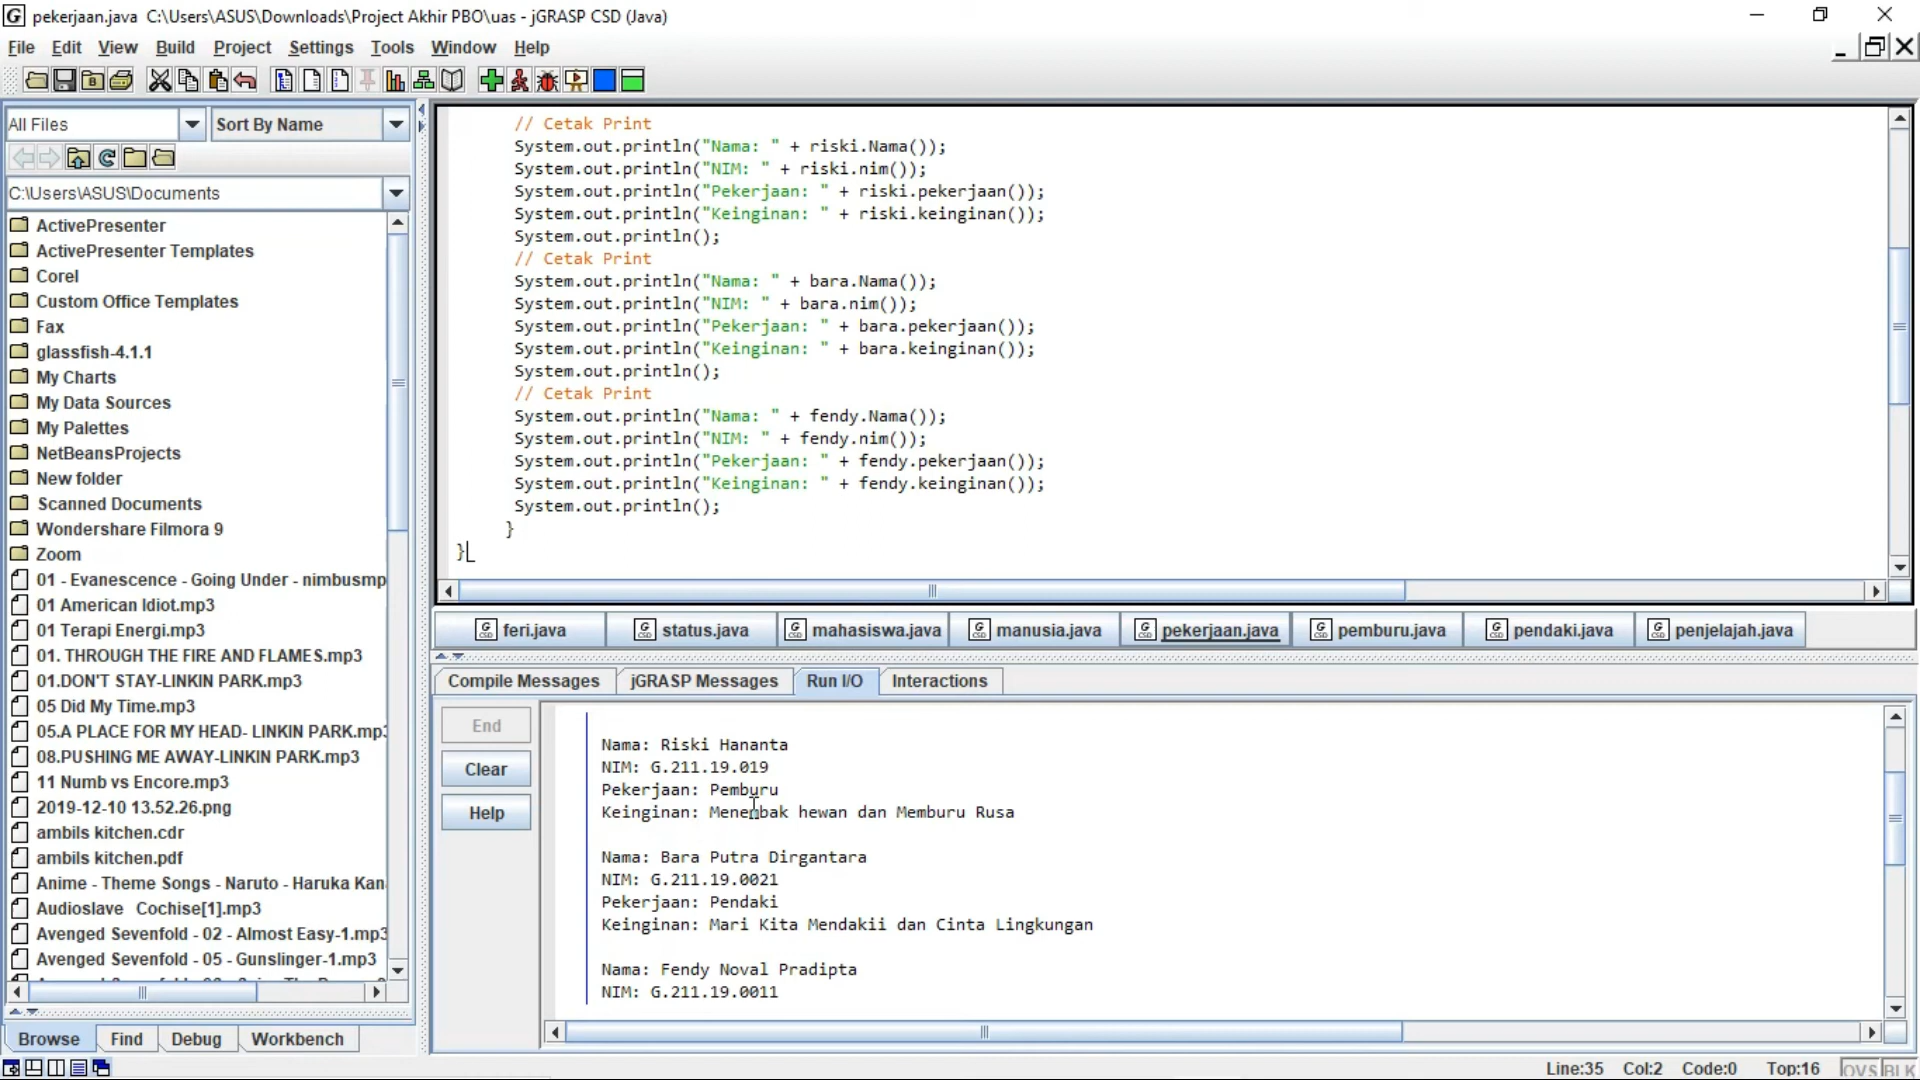 pekerjaan.java C:\Users\ASUS\Downloads\Project Akhir PBO\uas - jGRASP CSD (Java)
File Edit View Build Project Settings Tools Window Help
All Files
Sort By Name
C:\Users\ASUS\Documents
ActivePresenter
ActivePresenter Templates
Corel
Custom Office Templates
Fax
glassfish-4.1.1
My Charts
My Data Sources
My Palettes
NetBeansProjects
New folder
Scanned Documents
Wondershare Filmora 9
Zoom
01 - Evanescence - Going Under - nimbusmp
01 American Idiot.mp3
01 Terapi Energi.mp3
01. THROUGH THE FIRE AND FLAMES.mp3
01.DON'T STAY-LINKIN PARK.mp3
05 Did My Time.mp3
05.A PLACE FOR MY HEAD- LINKIN PARK.mp3
08.PUSHING ME AWAY-LINKIN PARK.mp3
11 Numb vs Encore.mp3
2019-12-10 13.52.26.png
ambils kitchen.cdr
ambils kitchen.pdf
Anime - Theme Songs - Naruto - Haruka Kan
Audioslave Cochise[1].mp3
Avenged Sevenfold - 02 - Almost Easy-1.mp3
Avenged Sevenfold - 05 - Gunslinger-1.mp3
Browse Find Debug Workbench
// Cetak Print
System.out.println("Nama: " + riski.Nama());
System.out.println("NIM: " + riski.nim());
System.out.println("Pekerjaan: " + riski.pekerjaan());
System.out.println("Keinginan: " + riski.keinginan());
System.out.println();
// Cetak Print
System.out.println("Nama: " + bara.Nama());
System.out.println("NIM: " + bara.nim());
System.out.println("Pekerjaan: " + bara.pekerjaan());
System.out.println("Keinginan: " + bara.keinginan());
System.out.println();
// Cetak Print
System.out.println("Nama: " + fendy.Nama());
System.out.println("NIM: " + fendy.nim());
System.out.println("Pekerjaan: " + fendy.pekerjaan());
System.out.println("Keinginan: " + fendy.keinginan());
System.out.println();
}
}
feri.java status.java mahasiswa.java manusia.java pekerjaan.java pemburu.java pendaki.java penjelajah.java
Compile Messages jGRASP Messages Run I/O Interactions
End
Clear
Help
Nama: Riski Hananta
NIM: G.211.19.019
Pekerjaan: Pemburu
Keinginan: Menembak hewan dan Memburu Rusa
Nama: Bara Putra Dirgantara
NIM: G.211.19.0021
Pekerjaan: Pendaki
Keinginan: Mari Kita Mendakii dan Cinta Lingkungan
Nama: Fendy Noval Pradipta
NIM: G.211.19.0011
Line:35 Col:2 Code:0 Top:16 OVS BLK